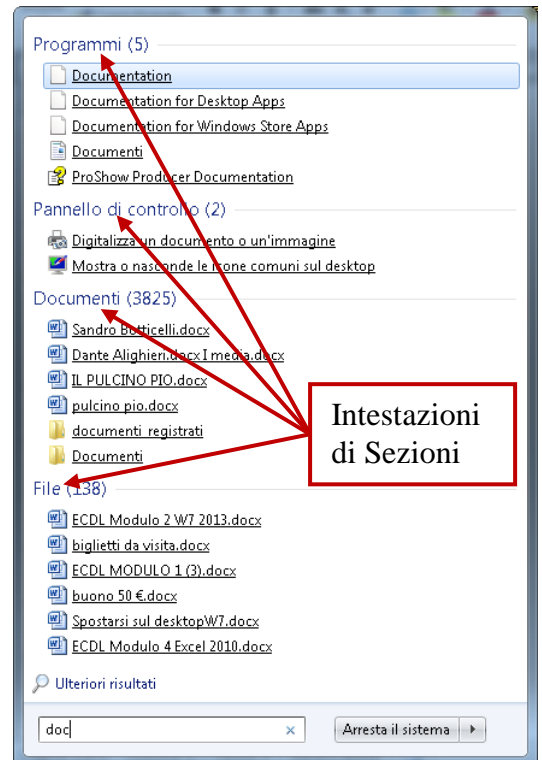 Programmi (5)
Documentation
Documentation for Desktop Apps
Documentation for Windows Store Apps
Documenti
ProShow Producer Documentation
Pannello di controllo (2)
Digitalizza un documento o un'immagine
Mostra o nasconde le icone comuni sul desktop
Documenti (3825)
Sandro Botticelli.docx
Dante Alighieri.docx I media.docx
IL PULCINO PIO.docx
pulcino pio.docx
documenti registrati
Documenti
Intestazioni
di Sezioni
File (138)
ECDL Modulo 2 W7 2013.docx
biglietti da visita.docx
ECDL MODULO 1 (3).docx
buono 50 €.docx
Spostarsi sul desktopW7.docx
ECDL Modulo 4 Excel 2010.docx
Ulteriori risultati
doc
Arresta il sistema